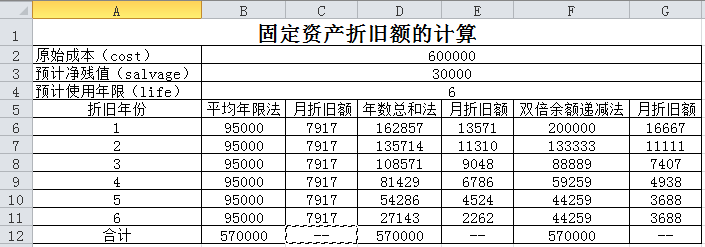 A B C D E F G
1 固定资产折旧额的计算
2 原始成本（cost） 600000
3 预计净残值（salvage） 30000
4 预计使用年限（life） 6
5 折旧年份 平均年限法 月折旧额 年数总和法 月折旧额 双倍余额递减法 月折旧额
6 1 95000 7917 162857 13571 200000 16667
7 2 95000 7917 135714 11310 133333 11111
8 3 95000 7917 108571 9048 88889 7407
9 4 95000 7917 81429 6786 59259 4938
10 5 95000 7917 54286 4524 44259 3688
11 6 95000 7917 27143 2262 44259 3688
12 合计 570000 -- 570000 -- 570000 --